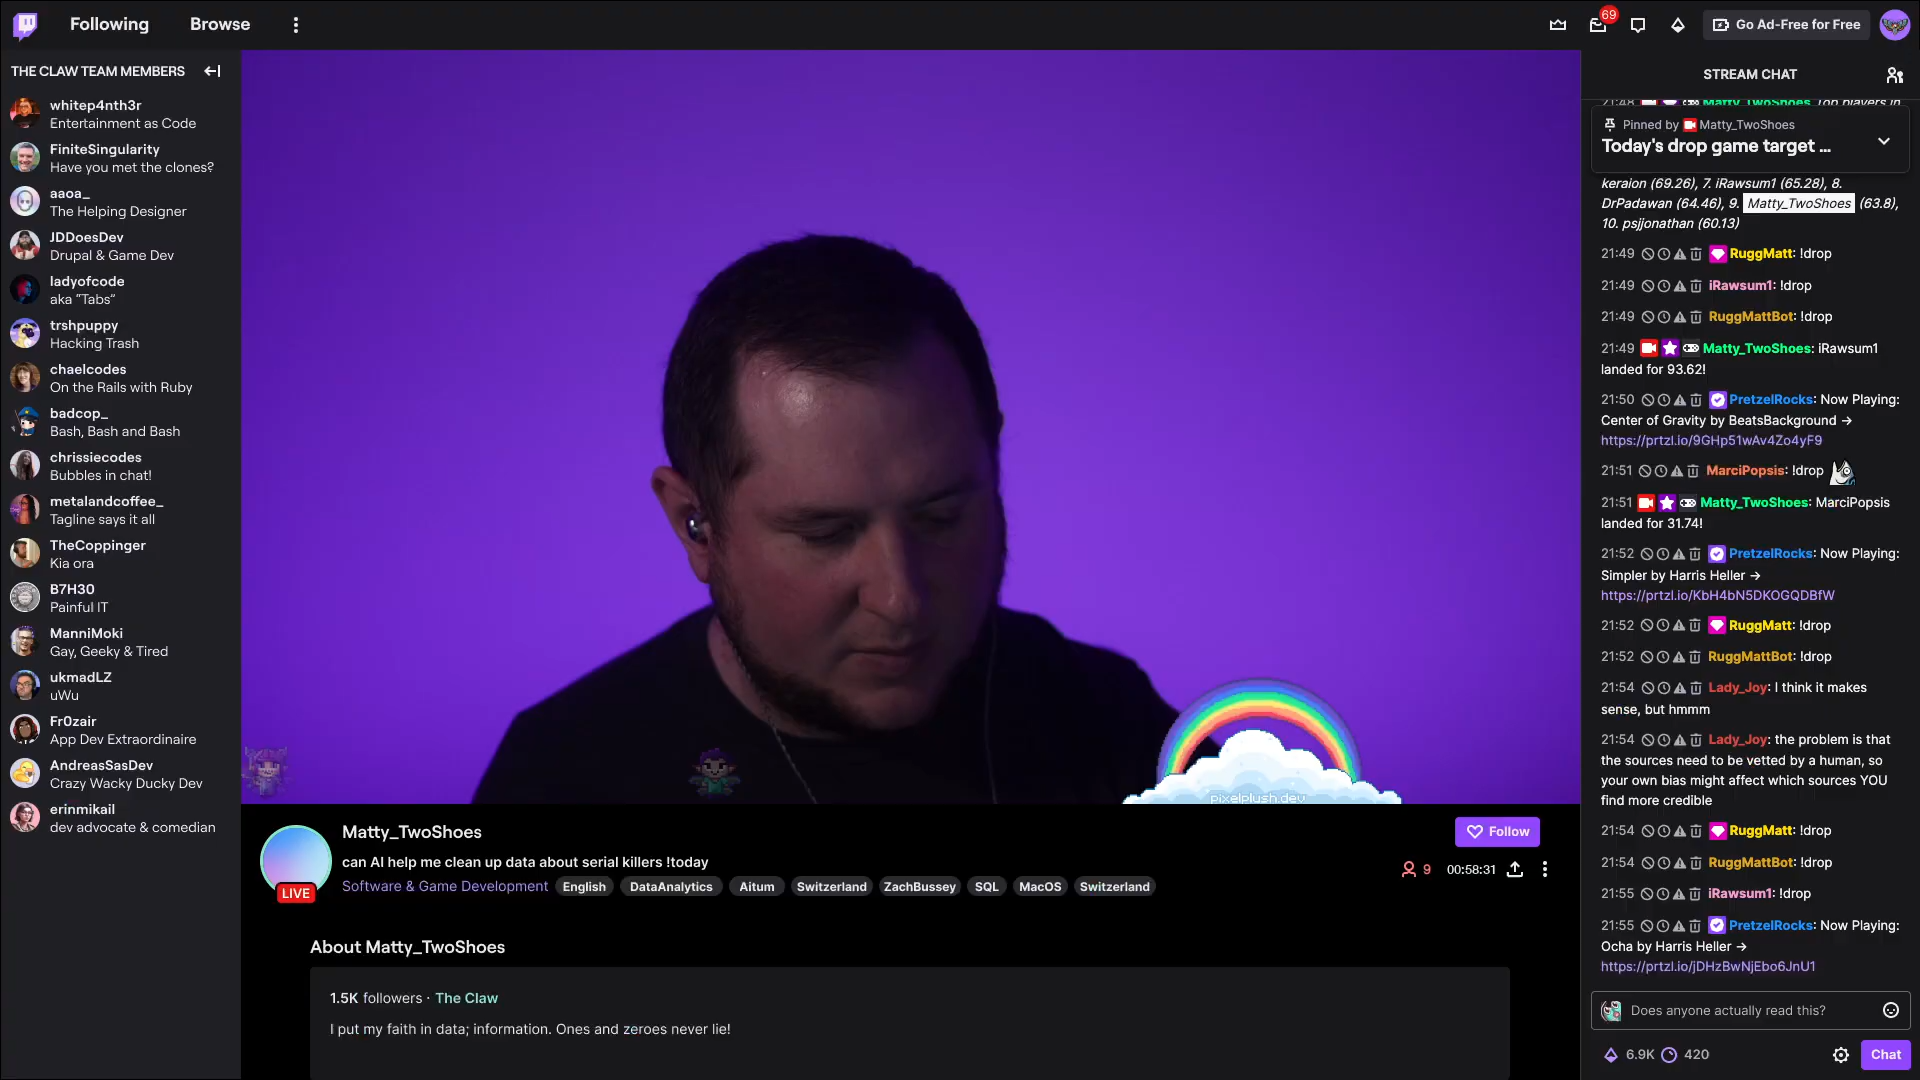 Following
Browse
69
Go Ad-Free for Free
THE CLAW TEAM MEMBERS
whitep4nth3r
Entertainment as Code
FiniteSingularity
Have you met the clones?
aaoa_
The Helping Designer
JDDoesDev
Drupal & Game Dev
ladyofcode
aka "Tabs"
trshpuppy
Hacking Trash
chaelcodes
On the Rails with Ruby
badcop_
Bash, Bash and Bash
chrissiecodes
Bubbles in chat!
metalandcoffee_
Tagline says it all
TheCoppinger
Kia ora
B7H30
Painful IT
ManniMoki
Gay, Geeky & Tired
ukmadLZ
uWu
Fr0zair
App Dev Extraordinaire
AndreasSasDev
Crazy Wacky Ducky Dev
erinmikail
dev advocate & comedian
pixelplush.dev
Matty_TwoShoes
Follow
can AI help me clean up data about serial killers !today
Software & Game Development English DataAnalytics Aitum Switzerland ZachBussey SQL MacOS Switzerland
LIVE
9 00:58:31
About Matty_TwoShoes
1.5K followers · The Claw
I put my faith in data; information. Ones and zeroes never lie!
STREAM CHAT
21:48 Matty_TwoShoes: Top players in
Pinned by Matty_TwoShoes
Today's drop game target ...
keraion (69.26), 7. iRawsum1 (65.28), 8.
DrPadawan (64.46), 9. Matty_TwoShoes (63.8),
10. psjjonathan (60.13)
21:49 RuggMatt: !drop
21:49 iRawsum1: !drop
21:49 RuggMattBot: !drop
21:49 Matty_TwoShoes: iRawsum1
landed for 93.62!
21:50 PretzelRocks: Now Playing:
Center of Gravity by BeatsBackground →
https://prtzl.io/9GHp51wAv4Zo4yF9
21:51 MarciPopsis: !drop
21:51 Matty_TwoShoes: MarciPopsis
landed for 31.74!
21:52 PretzelRocks: Now Playing:
Simpler by Harris Heller →
https://prtzl.io/KbH4bN5DKOGQDBfW
21:52 RuggMatt: !drop
21:52 RuggMattBot: !drop
21:54 Lady_Joy: I think it makes
sense, but hmmm
21:54 Lady_Joy: the problem is that
the sources need to be vetted by a human, so
your own bias might affect which sources YOU
find more credible
21:54 RuggMatt: !drop
21:54 RuggMattBot: !drop
21:55 iRawsum1: !drop
21:55 PretzelRocks: Now Playing:
Ocha by Harris Heller →
https://prtzl.io/jDHzBwNjEbo6JnU1
Does anyone actually read this?
6.9K 420
Chat